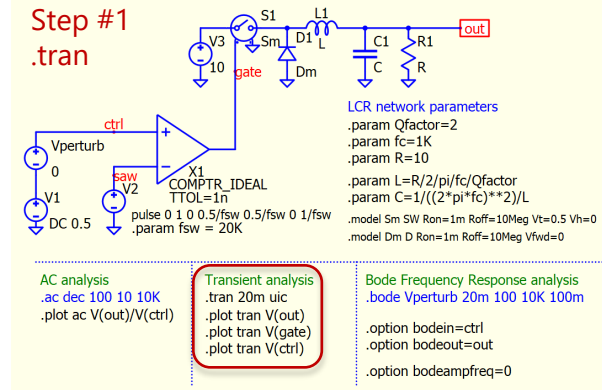 Step #1
.tran
S1
Sm
V3
10
gate
D1
Dm
L1
L
C1
C
R1
R
out
ctrl
Vperturb
0
V1
DC 0.5
saw
V2
X1
COMPTR_IDEAL
TTOL=1n
pulse 0 1 0 0.5/fsw 0.5/fsw 0 1/fsw
.param fsw = 20K
LCR network parameters
.param Qfactor=2
.param fc=1K
.param R=10
.param L=R/2/pi/fc/Qfactor
.param C=1/((2*pi*fc)**2)/L
.model Sm SW Ron=1m Roff=10Meg Vt=0.5 Vh=0
.model Dm D Ron=1m Roff=10Meg Vfwd=0
AC analysis
.ac dec 100 10 10K
.plot ac V(out)/V(ctrl)
Transient analysis
.tran 20m uic
.plot tran V(out)
.plot tran V(gate)
.plot tran V(ctrl)
Bode Frequency Response analysis
.bode Vperturb 20m 100 10K 100m
.option bodein=ctrl
.option bodeout=out
.option bodeampfreq=0